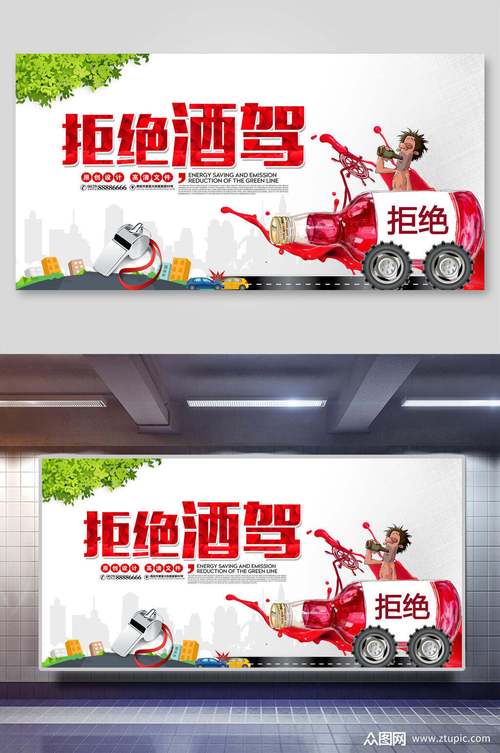 拒绝酒驾
原创设计 高清文件
88886666
ENERGY SAVING AND EMISSION
REDUCTION OF THE GREEN LINE
拒绝
拒绝酒驾
原创设计 高清文件
88886666
ENERGY SAVING AND EMISSION
REDUCTION OF THE GREEN LINE
拒绝
众图网
www.ztupic.com